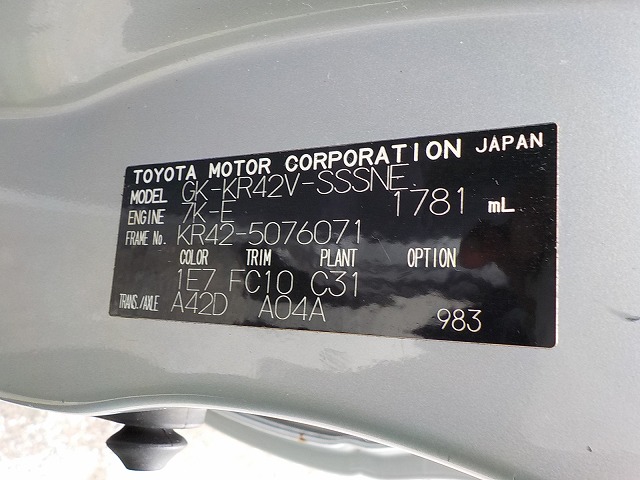 TOYOTA MOTOR CORPORATION JAPAN
MODEL GK-KR42V-SSSNE
ENGINE 7K-E 1781 mL
FRAME No. KR42-5076071
COLOR TRIM PLANT OPTION
1E7 FC10 C31
TRANS./AXLE A42D A04A 983